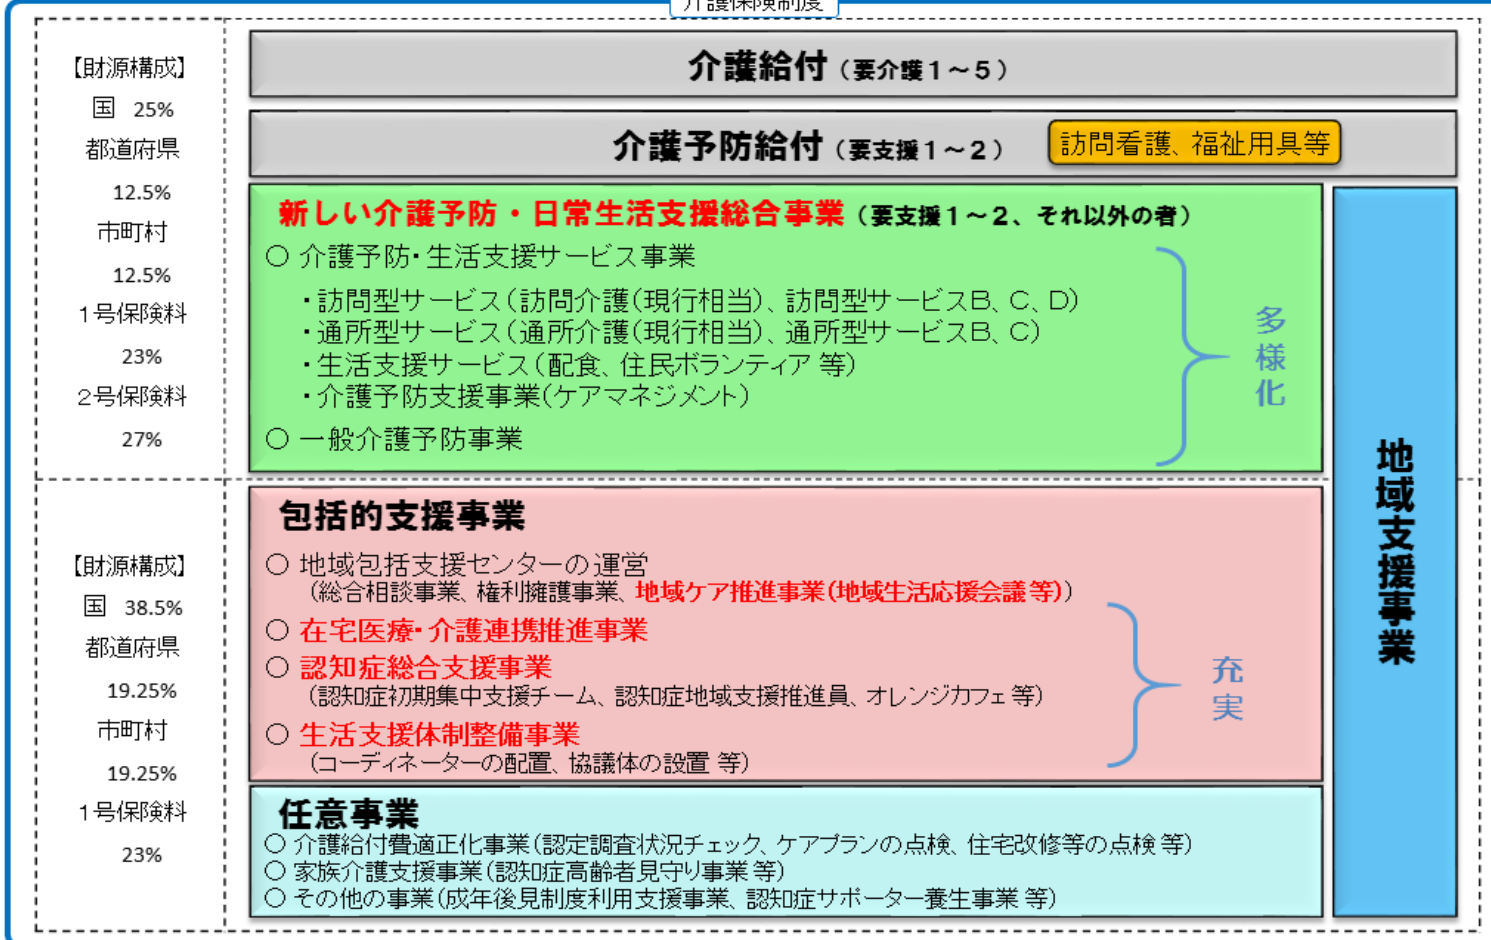 介護保険制度
【財源構成】
国 25%
都道府県
12.5%
市町村
12.5%
1号保険料
23%
2号保険料
27%
介護給付（要介護１～５）
介護予防給付（要支援１～２）
訪問看護、福祉用具等
新しい介護予防・日常生活支援総合事業（要支援１～２、それ以外の者）
○ 介護予防・生活支援サービス事業
・訪問型サービス（訪問介護（現行相当）、訪問型サービスB、C、D）
・通所型サービス（通所介護（現行相当）、通所型サービスB、C）
・生活支援サービス（配食、住民ボランティア 等）
・介護予防支援事業（ケアマネジメント）
○ 一般介護予防事業
多様化
【財源構成】
国 38.5%
都道府県
19.25%
市町村
19.25%
1号保険料
23%
包括的支援事業
○ 地域包括支援センターの運営
（総合相談事業、権利擁護事業、地域ケア推進事業（地域生活応援会議等））
○ 在宅医療・介護連携推進事業
○ 認知症総合支援事業
（認知症初期集中支援チーム、認知症地域支援推進員、オレンジカフェ 等）
○ 生活支援体制整備事業
（コーディネーターの配置、協議体の設置 等）
充実
任意事業
○ 介護給付費適正化事業（認定調査状況チェック、ケアプランの点検、住宅改修等の点検 等）
○ 家族介護支援事業（認知症高齢者見守り事業 等）
○ その他の事業（成年後見制度利用支援事業、認知症サポーター養生事業 等）
地域支援事業